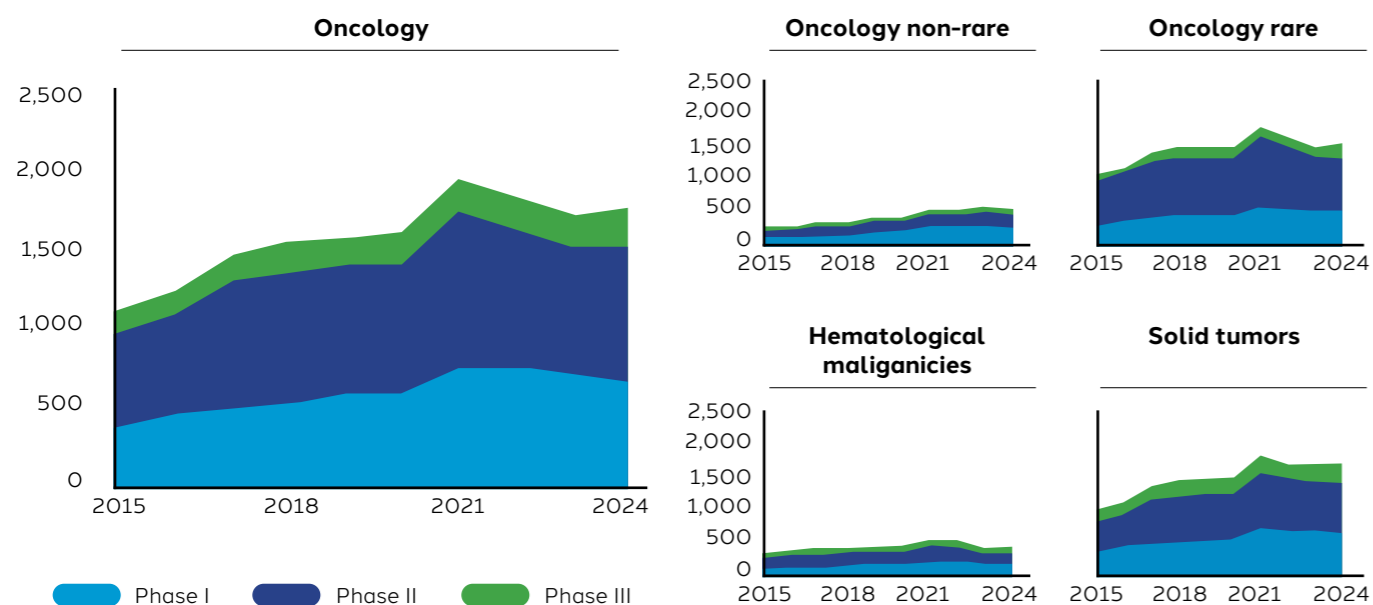 Oncology
2,500
2,000
1,500
1,000
500
0
2015 2018 2021 2024
Phase I Phase II Phase III
Oncology non-rare
2,500
2,000
1,500
1,000
500
0
2015 2018 2021 2024
Oncology rare
2015 2018 2021 2024
Hematological
maliganicies
2,500
2,000
1,500
1,000
500
0
2015 2018 2021 2024
Solid tumors
2015 2018 2021 2024